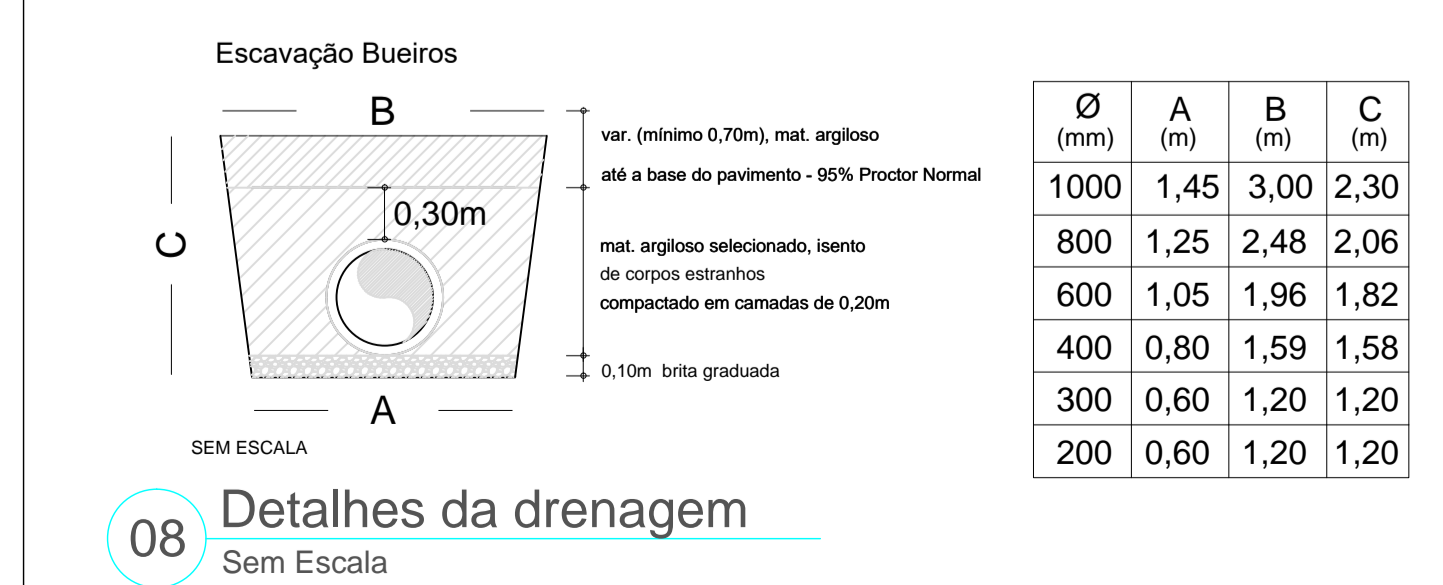 Escavação Bueiros
B
var. (mínimo 0,70m), mat. argiloso
até a base do pavimento - 95% Proctor Normal
0,30m
C
mat. argiloso selecionado, isento
de corpos estranhos
compactado em camadas de 0,20m
0,10m brita graduada
A
SEM ESCALA
Ø A B C
(mm) (m) (m) (m)
1000 1,45 3,00 2,30
800 1,25 2,48 2,06
600 1,05 1,96 1,82
400 0,80 1,59 1,58
300 0,60 1,20 1,20
200 0,60 1,20 1,20
08 Detalhes da drenagem
Sem Escala